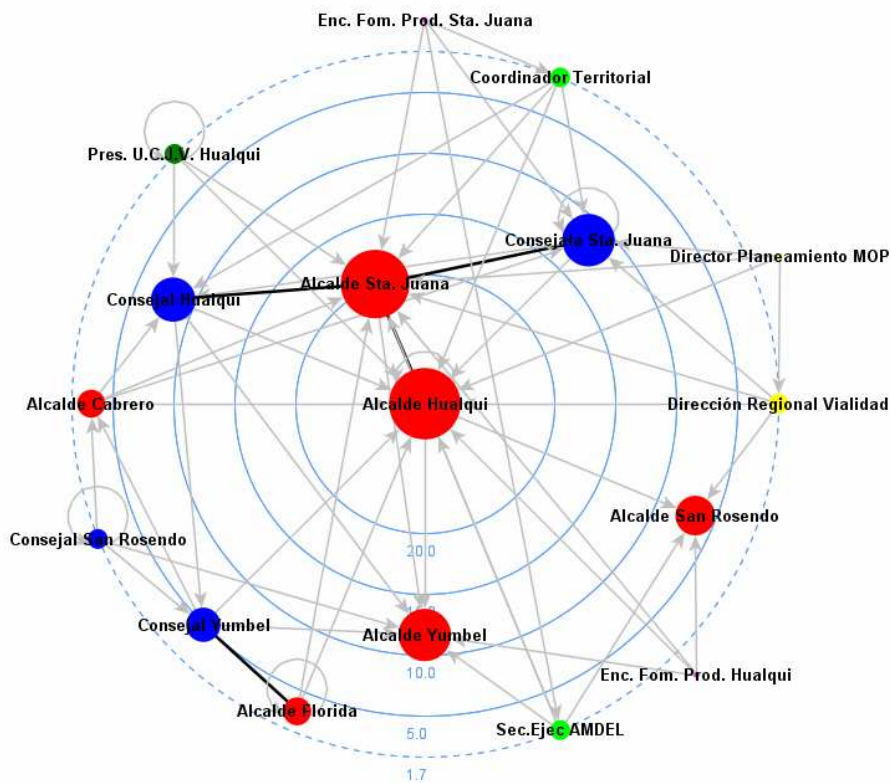 Enc. Fom. Prod. Sta. Juana
Coordinador Territorial
Pres. U.C.J.V. Hualqui
Consejala Sta. Juana
Director Planeamiento MOP
Alcalde Sta. Juana
Consejal Hualqui
Alcalde Cabrero
Alcalde Hualqui
Dirección Regional Vialidad
Alcalde San Rosendo
Consejal San Rosendo
20.0
Consejal Yumbel
Alcalde Yumbel
10.0
Enc. Fom. Prod. Hualqui
Alcalde Florida
Sec.Ejec AMDEL
5.0
1.7